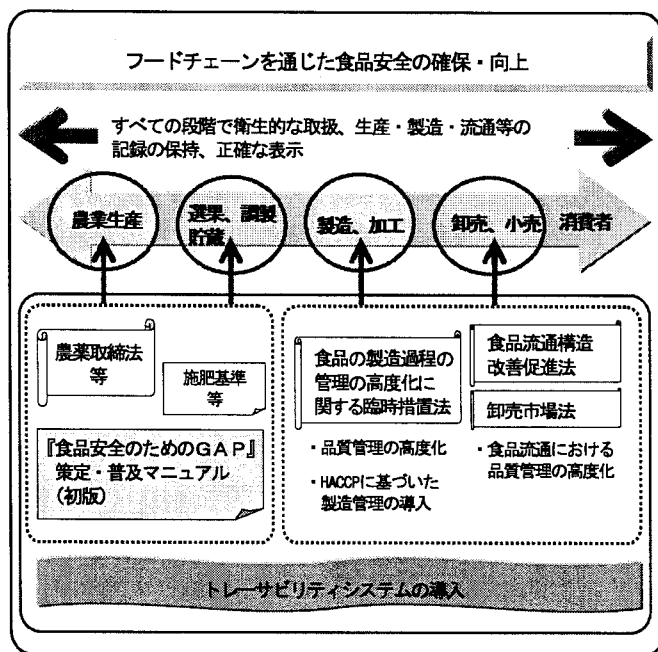 フードチェーンを通じた食品安全の確保・向上
すべての段階で衛生的な取扱、生産・製造・流通等の
記録の保持、正確な表示
農業生産
選果、調製
貯蔵
製造、加工
卸売、小売
消費者
農薬取締法
等
施肥基準
等
『食品安全のためのGAP』
策定・普及マニュアル
(初版)
食品の製造過程の
管理の高度化に
関する臨時措置法
・品質管理の高度化
・HACCPに基づいた
製造管理の導入
食品流通構造
改善促進法
卸売市場法
・食品流通における
品質管理の高度化
トレーサビリティシステムの導入